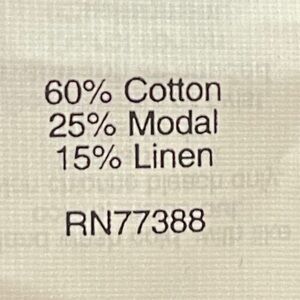 60% Cotton
25% Modal
15% Linen
RN77388